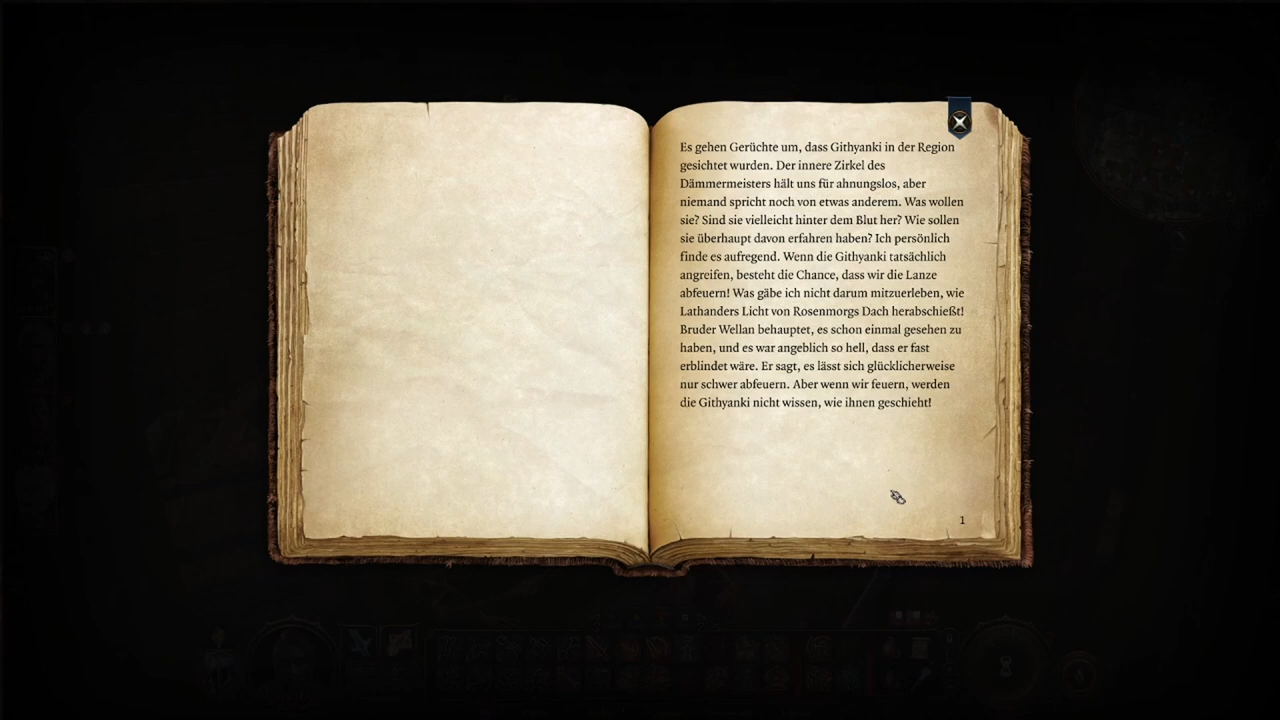 Es gehen Gerüchte um, dass Githyanki in der Region
gesichtet wurden. Der innere Zirkel des
Dämmermeisters hält uns für ahnungslos, aber
niemand spricht noch von etwas anderem. Was wollen
sie? Sind sie vielleicht hinter dem Blut her? Wie sollen
sie überhaupt davon erfahren haben? Ich persönlich
finde es aufregend. Wenn die Githyanki tatsächlich
angreifen, besteht die Chance, dass wir die Lanze
abfeuern! Was gäbe ich nicht darum mitzuerleben, wie
Lathanders Licht von Rosenmorgs Dach herabschießt!
Bruder Wellan behauptet, es schon einmal gesehen zu
haben, und es war angeblich so hell, dass er fast
erblindet wäre. Er sagt, es lässt sich glücklicherweise
nur schwer abfeuern. Aber wenn wir feuern, werden
die Githyanki nicht wissen, wie ihnen geschieht!
1